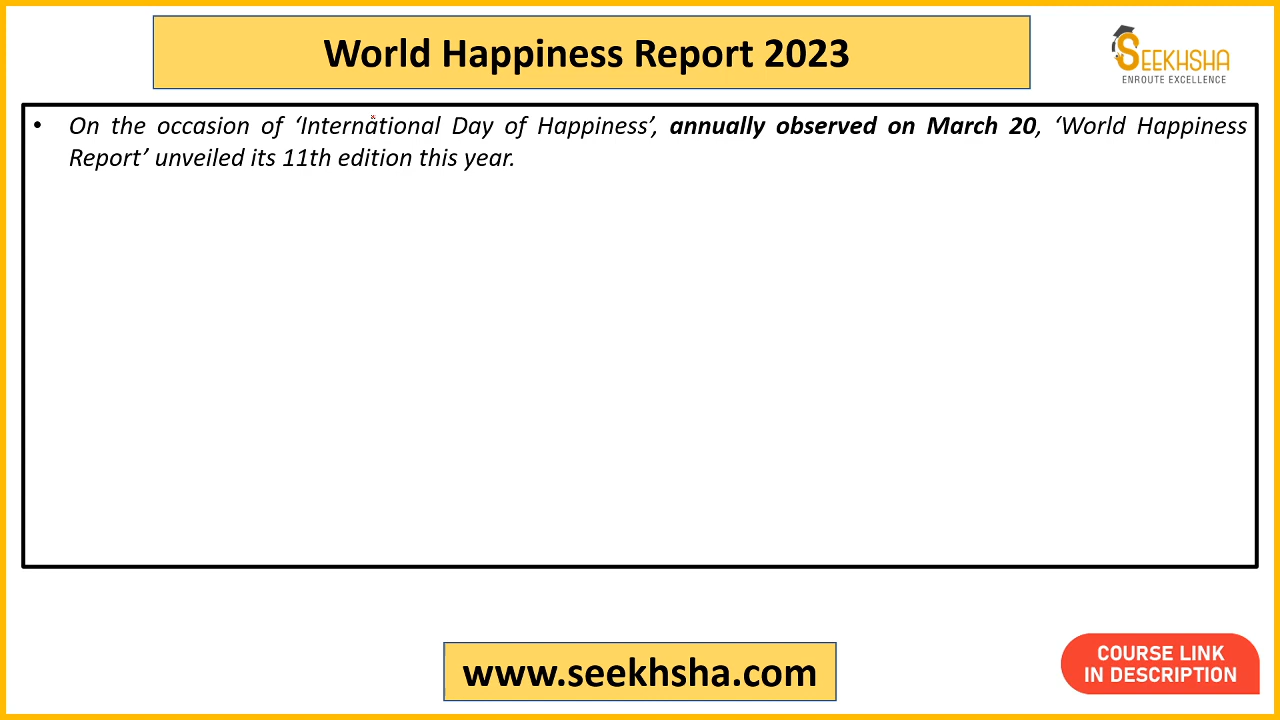 World Happiness Report 2023
SEEKHSHA
ENROUTE EXCELLENCE
• On the occasion of ‘International Day of Happiness’, annually observed on March 20, ‘World Happiness
Report’ unveiled its 11th edition this year.
www.seekhsha.com
COURSE LINK
IN DESCRIPTION